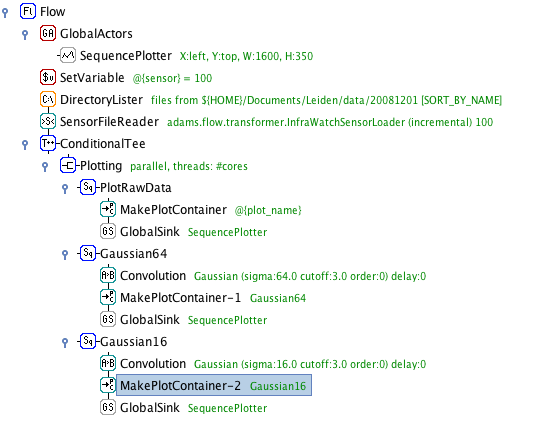 Fl Flow
GA GlobalActors
SequencePlotter X:left, Y:top, W:1600, H:350
$v SetVariable @{sensor} = 100
C:\ DirectoryLister files from ${HOME}/Documents/Leiden/data/20081201 [SORT_BY_NAME]
SensorFileReader adams.flow.transformer.InfraWatchSensorLoader (incremental) 100
T ConditionalTee
Plotting parallel, threads: #cores
Sq PlotRawData
MakePlotContainer @{plot_name}
GS GlobalSink SequencePlotter
Sq Gaussian64
Convolution Gaussian (sigma:64.0 cutoff:3.0 order:0) delay:0
MakePlotContainer-1 Gaussian64
GS GlobalSink SequencePlotter
Sq Gaussian16
Convolution Gaussian (sigma:16.0 cutoff:3.0 order:0) delay:0
MakePlotContainer-2 Gaussian16
GS GlobalSink SequencePlotter